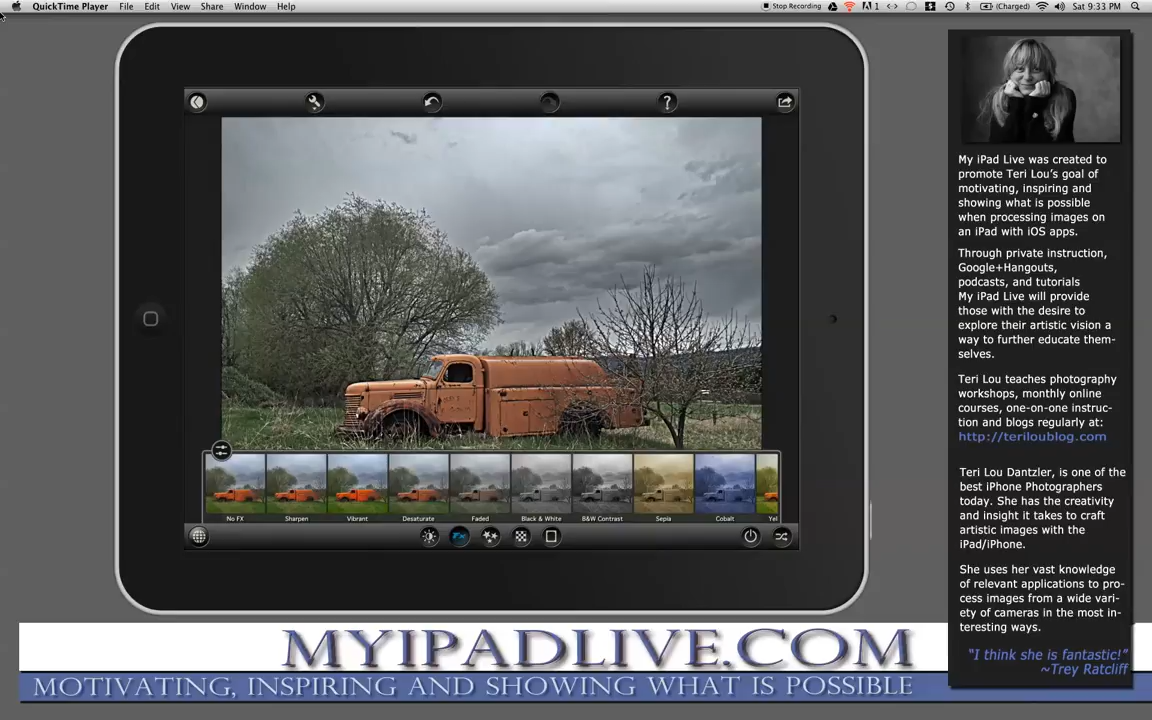 QuickTime Player File Edit View Share Window Help Stop Recording 1 (Charged) Sat 9:33 PM
?
No FX Sharpen Vibrant Desaturate Faded Black & White B&W Contrast Sepia Cobalt Yel
Fx
MYIPADLIVE.COM
MOTIVATING, INSPIRING AND SHOWING WHAT IS POSSIBLE
My iPad Live was created to
promote Teri Lou's goal of
motivating, inspiring and
showing what is possible
when processing images on
an iPad with iOS apps.
Through private instruction,
Google+Hangouts,
podcasts, and tutorials
My iPad Live will provide
those with the desire to
explore their artistic vision a
way to further educate them-
selves.
Teri Lou teaches photography
workshops, monthly online
courses, one-on-one instruc-
tion and blogs regularly at:
http://teriloublog.com
Teri Lou Dantzler, is one of the
best iPhone Photographers
today. She has the creativity
and insight it takes to craft
artistic images with the
iPad/iPhone.
She uses her vast knowledge
of relevant applications to pro-
cess images from a wide vari-
ety of cameras in the most in-
teresting ways.
"I think she is fantastic!"
~Trey Ratcliff